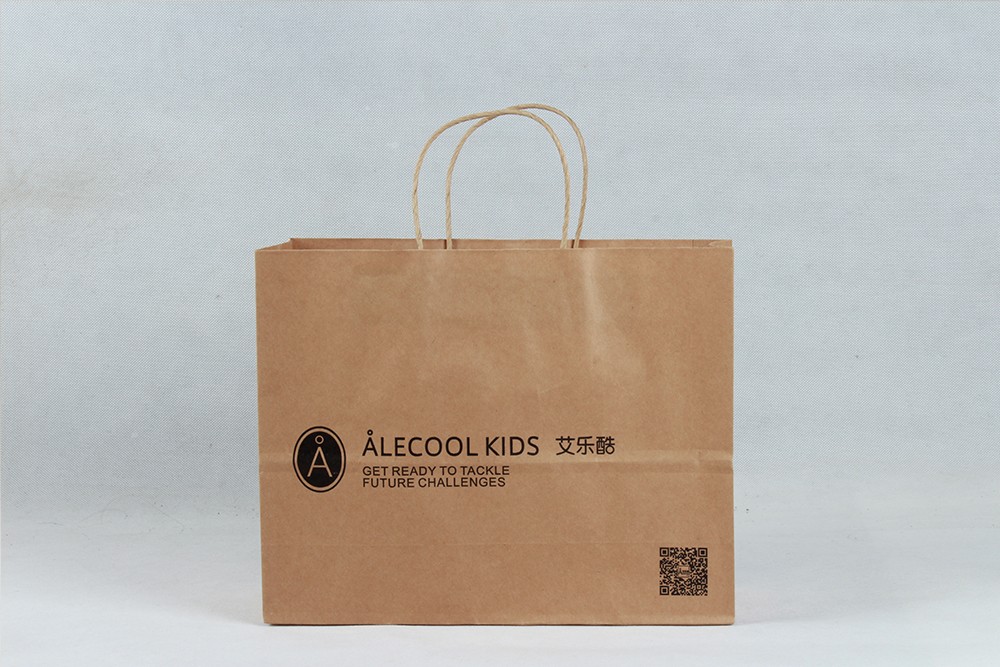 Å
ÅLECOOL KIDS 艾乐酷
GET READY TO TACKLE
FUTURE CHALLENGES